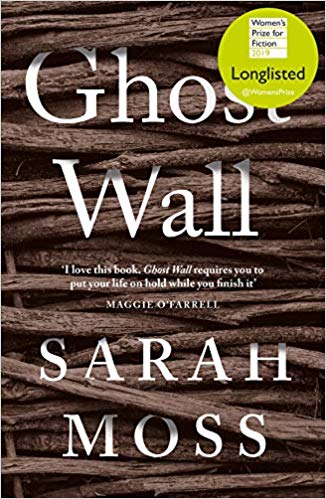 Women's
Prize for
Fiction
2019
Longlisted
@WomensPrize
Ghost
Wall
'I love this book. Ghost Wall requires you to
put your life on hold while you finish it'
MAGGIE O'FARRELL
SARAH
MOSS